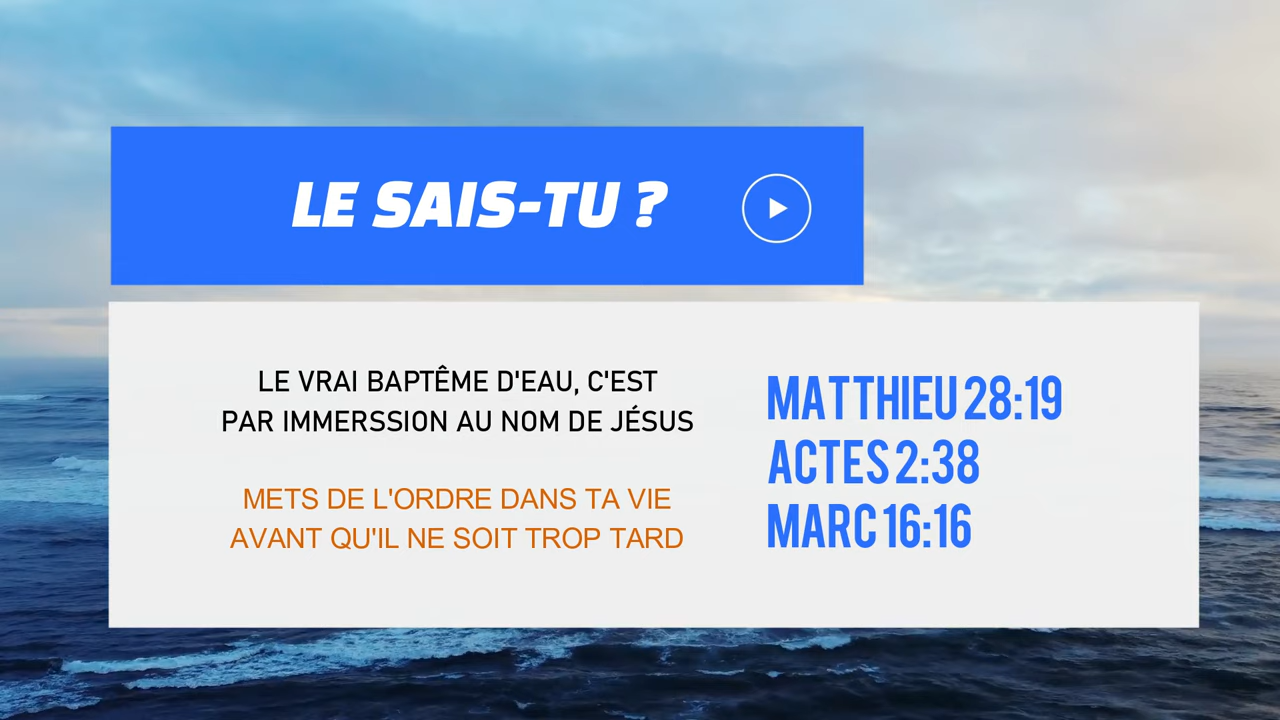 LE SAIS-TU ?
LE VRAI BAPTÊME D'EAU, C'EST
PAR IMMERSSION AU NOM DE JÉSUS
METS DE L'ORDRE DANS TA VIE
AVANT QU'IL NE SOIT TROP TARD
MATTHIEU 28:19
ACTES 2:38
MARC 16:16